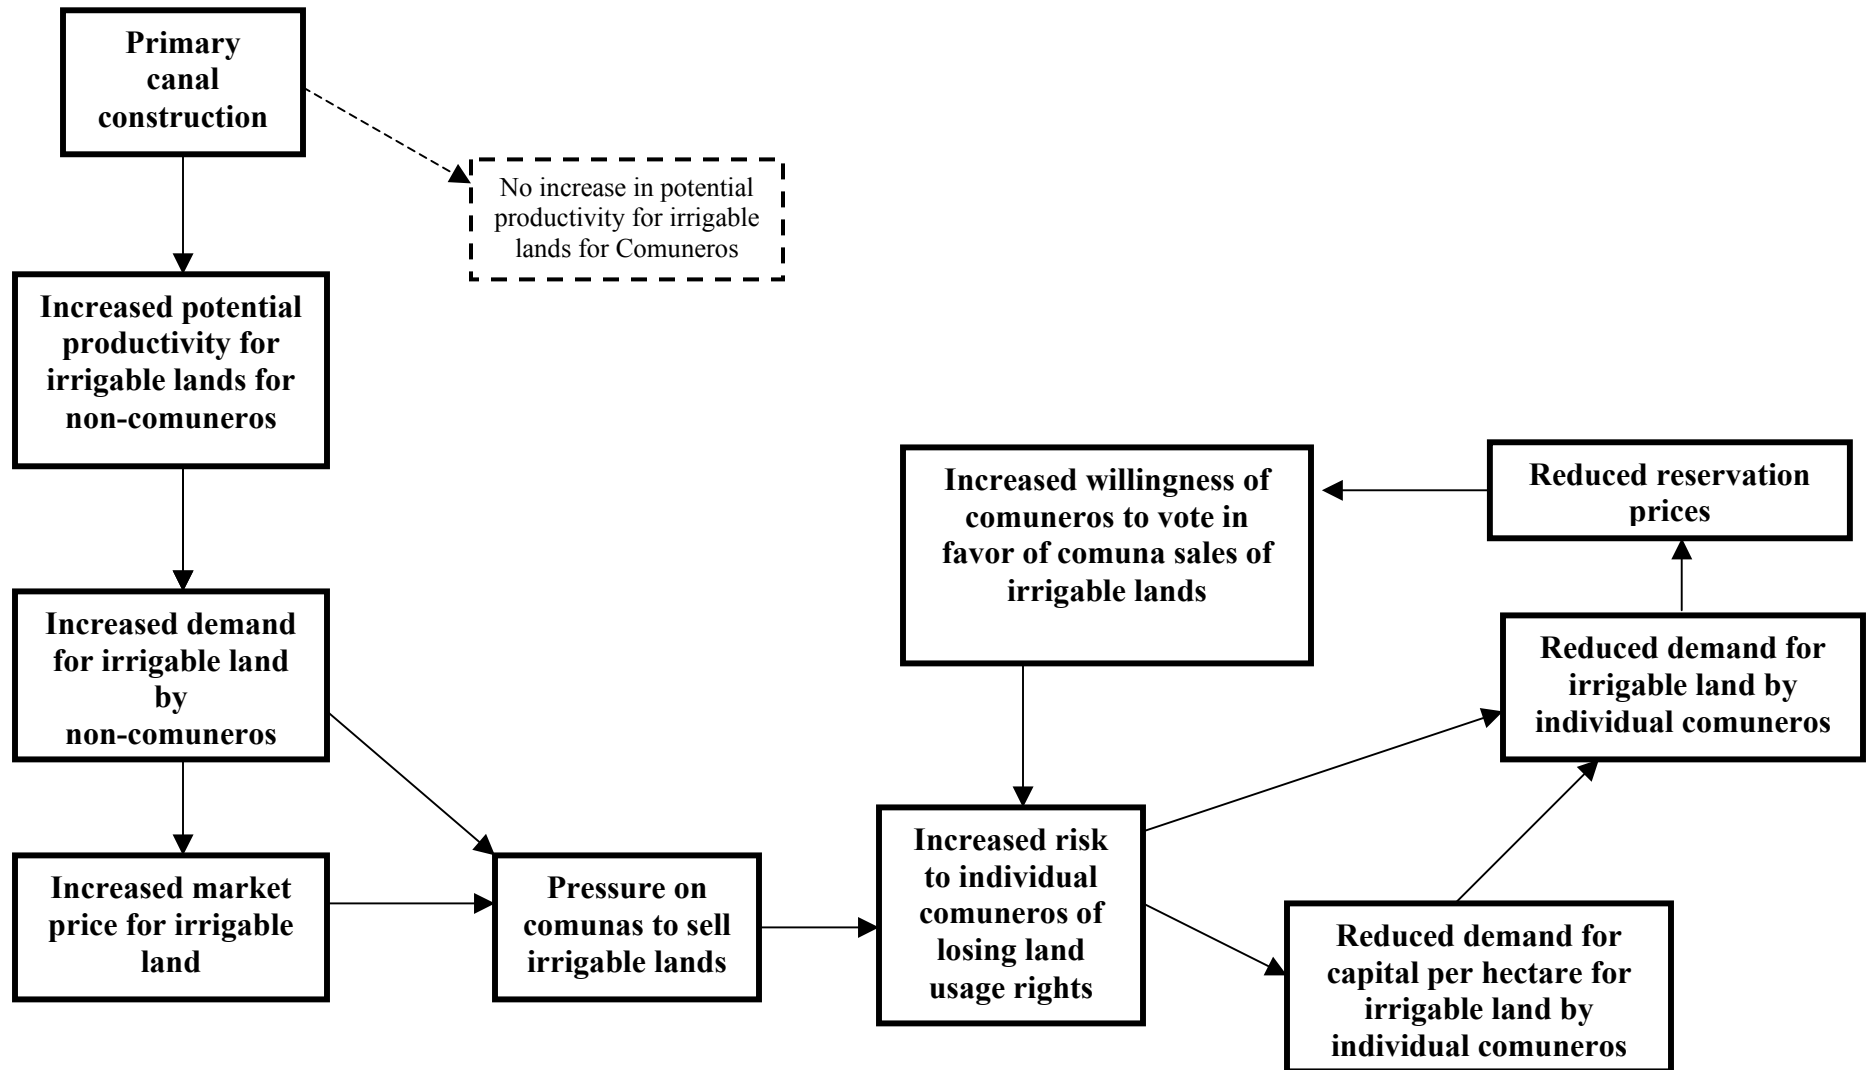 Primary
canal
construction
No increase in potential
productivity for irrigable
lands for Comuneros
Increased potential
productivity for
irrigable lands for
non-comuneros
Increased demand
for irrigable land
by
non-comuneros
Increased market
price for irrigable
land
Pressure on
comunas to sell
irrigable lands
Increased risk
to individual
comuneros of
losing land
usage rights
Increased willingness of
comuneros to vote in
favor of comuna sales of
irrigable lands
Reduced reservation
prices
Reduced demand for
irrigable land by
individual comuneros
Reduced demand for
capital per hectare for
irrigable land by
individual comuneros